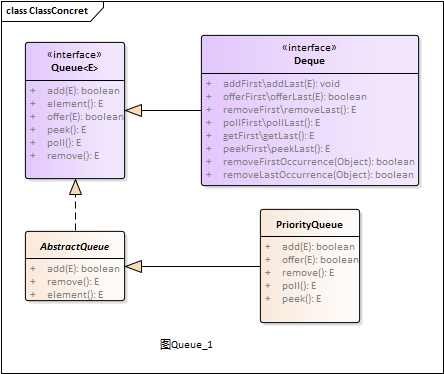 class ClassConcret
«interface»
Queue<E>
+ add(E): boolean
+ element(): E
+ offer(E): boolean
+ peek(): E
+ poll(): E
+ remove(): E
«interface»
Deque
+ addFirst\addLast(E): void
+ offerFirst\offerLast(E): boolean
+ removeFirst\removeLast(): E
+ pollFirst\pollLast(): E
+ getFirst\getLast(): E
+ peekFirst\peekLast(): E
+ removeFirstOccurrence(Object): boolean
+ removeLastOccurrence(Object): boolean
AbstractQueue
+ add(E): boolean
+ remove(): E
+ element(): E
PriorityQueue
+ add(E): boolean
+ offer(E): boolean
+ remove(): E
+ poll(): E
+ peek(): E
图Queue_1